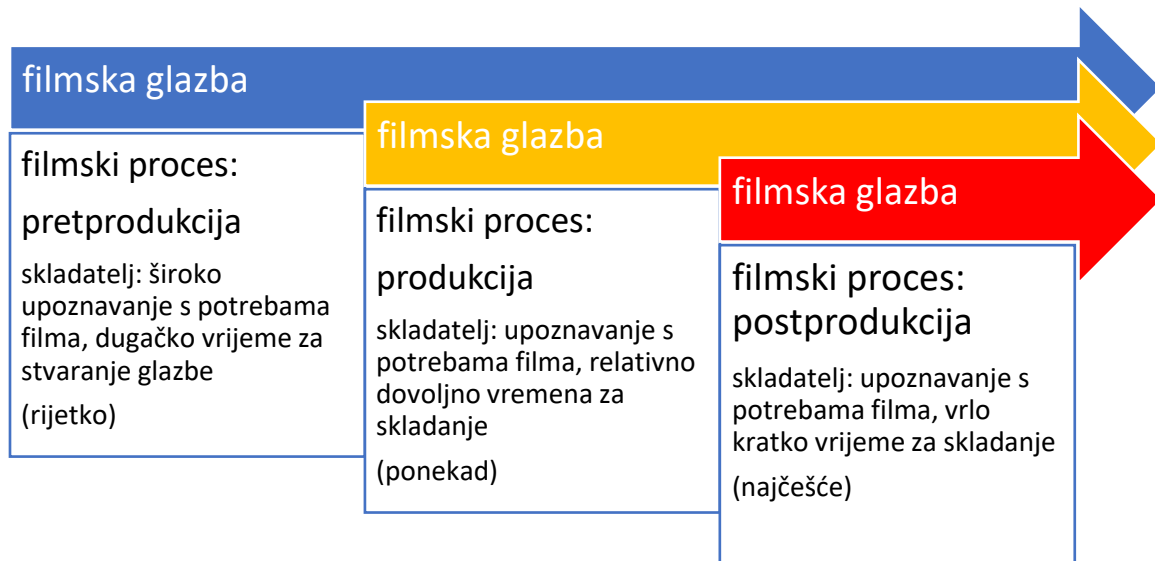 filmska glazba
filmski proces:
pretprodukcija
skladatelj: široko
upoznavanje s potrebama
filma, dugačko vrijeme za
stvaranje glazbe
(rijetko)
filmska glazba
filmski proces:
produkcija
skladatelj: upoznavanje s
potrebama filma, relativno
dovoljno vremena za
skladanje
(ponekad)
filmska glazba
filmski proces:
postprodukcija
skladatelj: upoznavanje s
potrebama filma, vrlo
kratko vrijeme za skladanje
(najčešće)